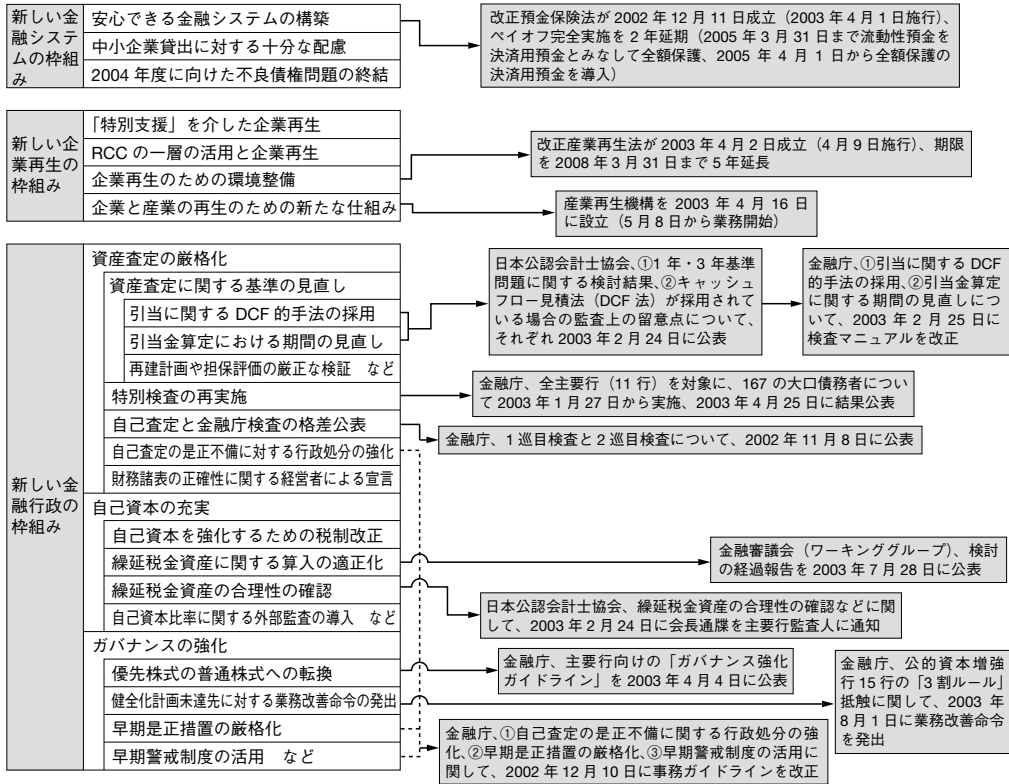 新しい金
融システ
ムの枠組
み
安心できる金融システムの構築
中小企業貸出に対する十分な配慮
2004 年度に向けた不良債権問題の終結
改正預金保険法が 2002 年 12 月 11 日成立（2003 年 4 月 1 日施行）、
ペイオフ完全実施を 2 年延期（2005 年 3 月 31 日まで流動性預金を
決済用預金とみなして全額保護、2005 年 4 月 1 日から全額保護の
決済用預金を導入）
新しい企
業再生の
枠組み
「特別支援」を介した企業再生
RCC の一層の活用と企業再生
企業再生のための環境整備
企業と産業の再生のための新たな仕組み
改正産業再生法が 2003 年 4 月 2 日成立（4 月 9 日施行）、期限
を 2008 年 3 月 31 日まで 5 年延長
産業再生機構を 2003 年 4 月 16 日
に設立（5 月 8 日から業務開始）
新しい金
融行政の
枠組み
資産査定の厳格化
資産査定に関する基準の見直し
引当に関する DCF 的手法の採用
引当金算定における期間の見直し
再建計画や担保評価の厳正な検証　など
日本公認会計士協会、①1 年・3 年基準
問題に関する検討結果、②キャッシュ
フロー見積法（DCF 法）が採用されて
いる場合の監査上の留意点について、
それぞれ 2003 年 2 月 24 日に公表
金融庁、①引当に関する DCF
的手法の採用、②引当金算定
に関する期間の見直しにつ
いて、2003 年 2 月 25 日に
検査マニュアルを改正
特別検査の再実施
金融庁、全主要行（11 行）を対象に、167 の大口債務者につい
て 2003 年 1 月 27 日から実施、2003 年 4 月 25 日に結果公表
自己査定と金融庁検査の格差公表
金融庁、1 巡目検査と 2 巡目検査について、2002 年 11 月 8 日に公表
自己査定の是正不備に対する行政処分の強化
財務諸表の正確性に関する経営者による宣言
自己資本の充実
自己資本を強化するための税制改正
繰延税金資産に関する算入の適正化
金融審議会（ワーキンググループ）、検討
の経過報告を 2003 年 7 月 28 日に公表
繰延税金資産の合理性の確認
日本公認会計士協会、繰延税金資産の合理性の確認などに関
して、2003 年 2 月 24 日に会長通牒を主要行監査人に通知
自己資本比率に関する外部監査の導入　など
ガバナンスの強化
優先株式の普通株式への転換
金融庁、主要行向けの「ガバナンス強化
ガイドライン」を 2003 年 4 月 4 日に公表
健全化計画未達先に対する業務改善命令の発出
金融庁、公的資本増強
行 15 行の「3 割ルール」
抵触に関して、2003 年
8 月 1 日に業務改善命令
を発出
早期是正措置の厳格化
早期警戒制度の活用　など
金融庁、①自己査定の是正不備に関する行政処分の強
化、②早期是正措置の厳格化、③早期警戒制度の活用に
関して、2002 年 12 月 10 日に事務ガイドラインを改正